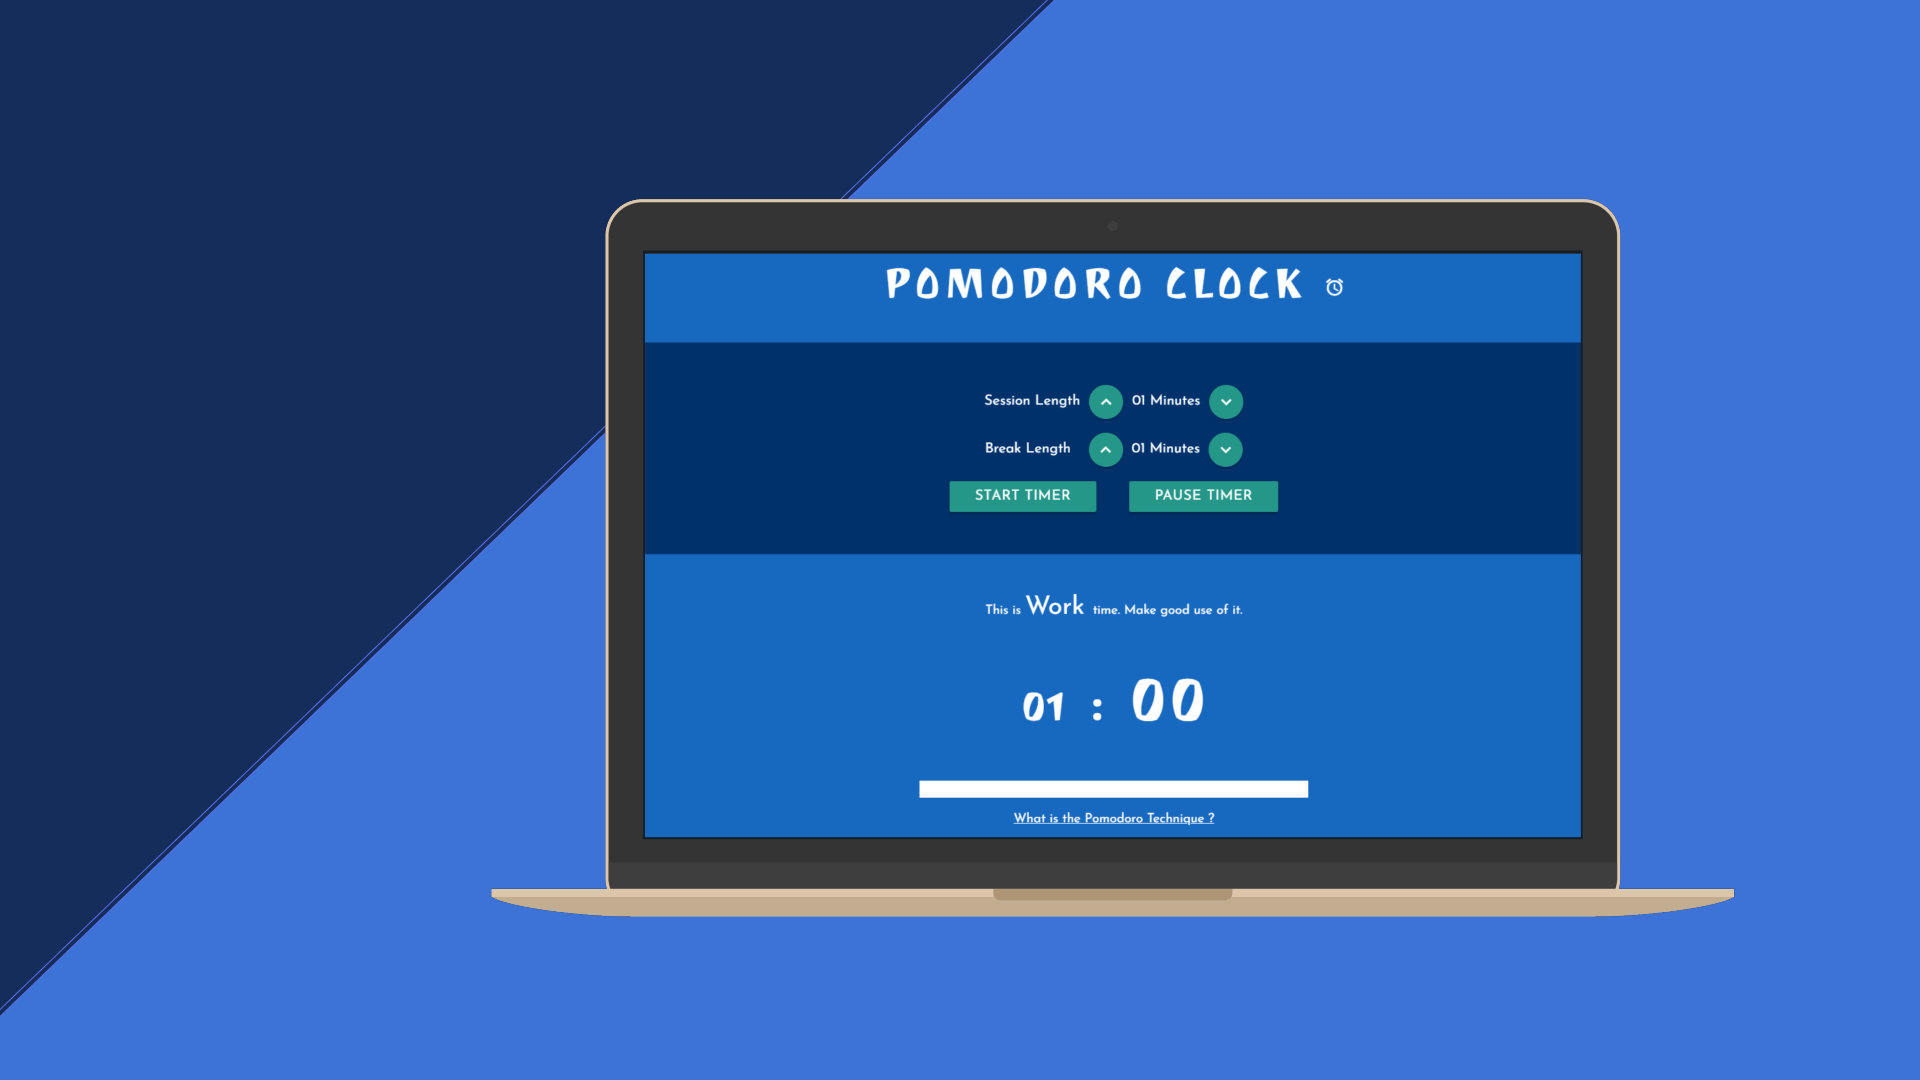 POMODORO CLOCK
Session Length 01 Minutes
Break Length 01 Minutes
START TIMER PAUSE TIMER
This is Work time. Make good use of it.
01 : 00
What is the Pomodoro Technique ?